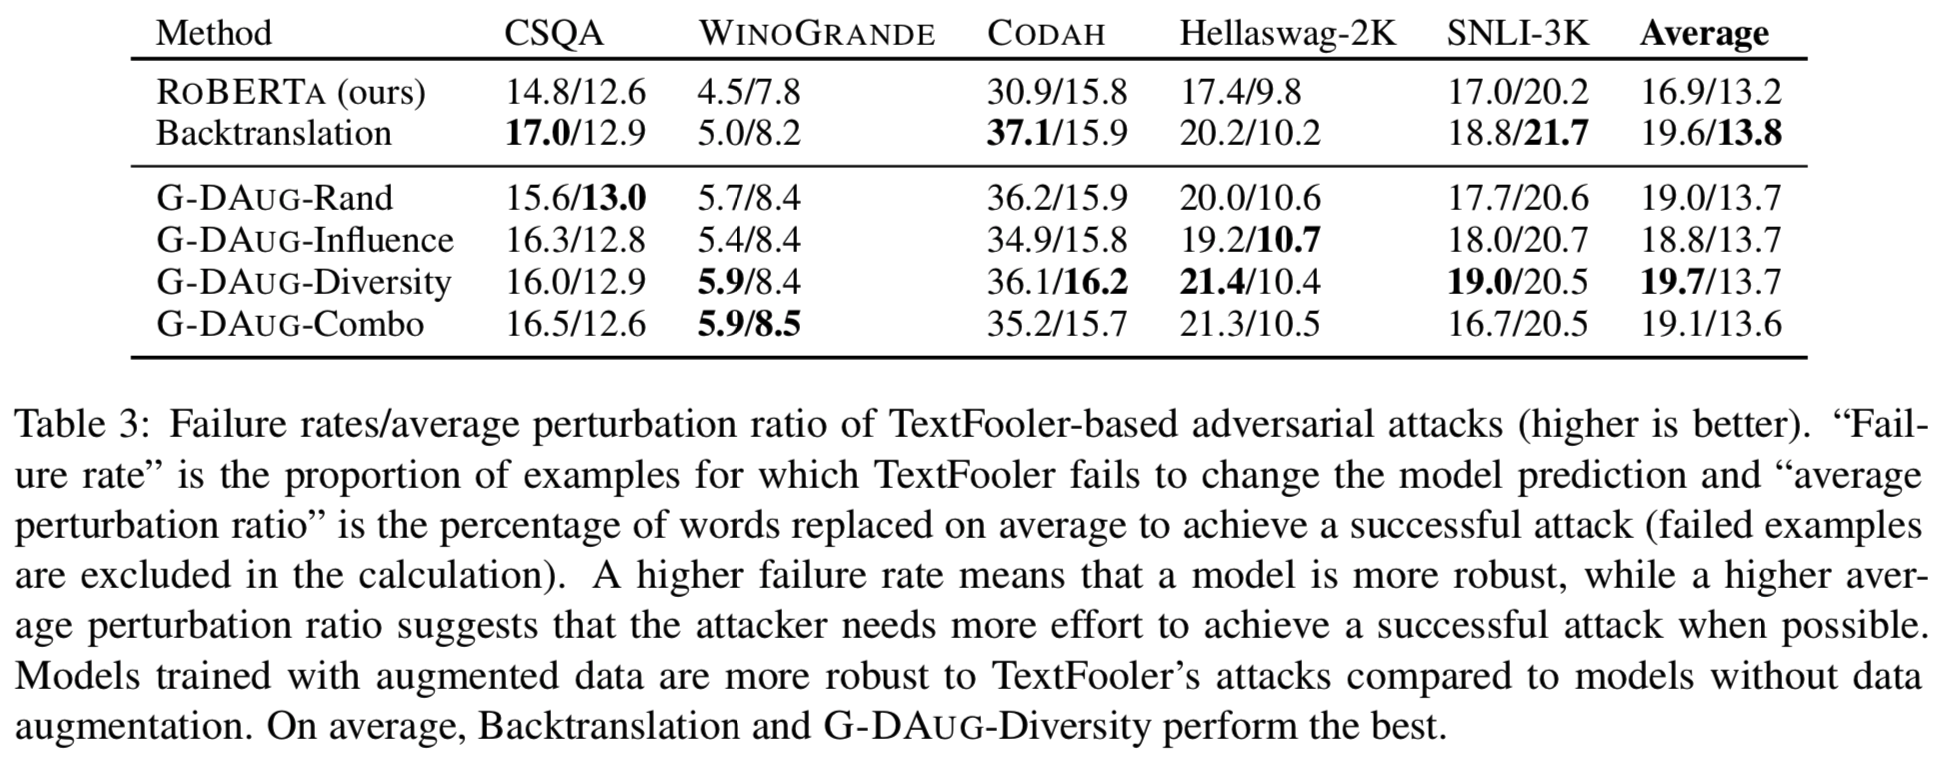 Method CSQA WINOGRANDE CODAH Hellaswag-2K SNLI-3K Average
ROBERTA (ours) 14.8/12.6 4.5/7.8 30.9/15.8 17.4/9.8 17.0/20.2 16.9/13.2
Backtranslation 17.0/12.9 5.0/8.2 37.1/15.9 20.2/10.2 18.8/21.7 19.6/13.8
G-DAUG-Rand 15.6/13.0 5.7/8.4 36.2/15.9 20.0/10.6 17.7/20.6 19.0/13.7
G-DAUG-Influence 16.3/12.8 5.4/8.4 34.9/15.8 19.2/10.7 18.0/20.7 18.8/13.7
G-DAUG-Diversity 16.0/12.9 5.9/8.4 36.1/16.2 21.4/10.4 19.0/20.5 19.7/13.7
G-DAUG-Combo 16.5/12.6 5.9/8.5 35.2/15.7 21.3/10.5 16.7/20.5 19.1/13.6
Table 3: Failure rates/average perturbation ratio of TextFooler-based adversarial attacks (higher is better). “Fail-
ure rate” is the proportion of examples for which TextFooler fails to change the model prediction and “average
perturbation ratio” is the percentage of words replaced on average to achieve a successful attack (failed examples
are excluded in the calculation). A higher failure rate means that a model is more robust, while a higher aver-
age perturbation ratio suggests that the attacker needs more effort to achieve a successful attack when possible.
Models trained with augmented data are more robust to TextFooler’s attacks compared to models without data
augmentation. On average, Backtranslation and G-DAUG-Diversity perform the best.